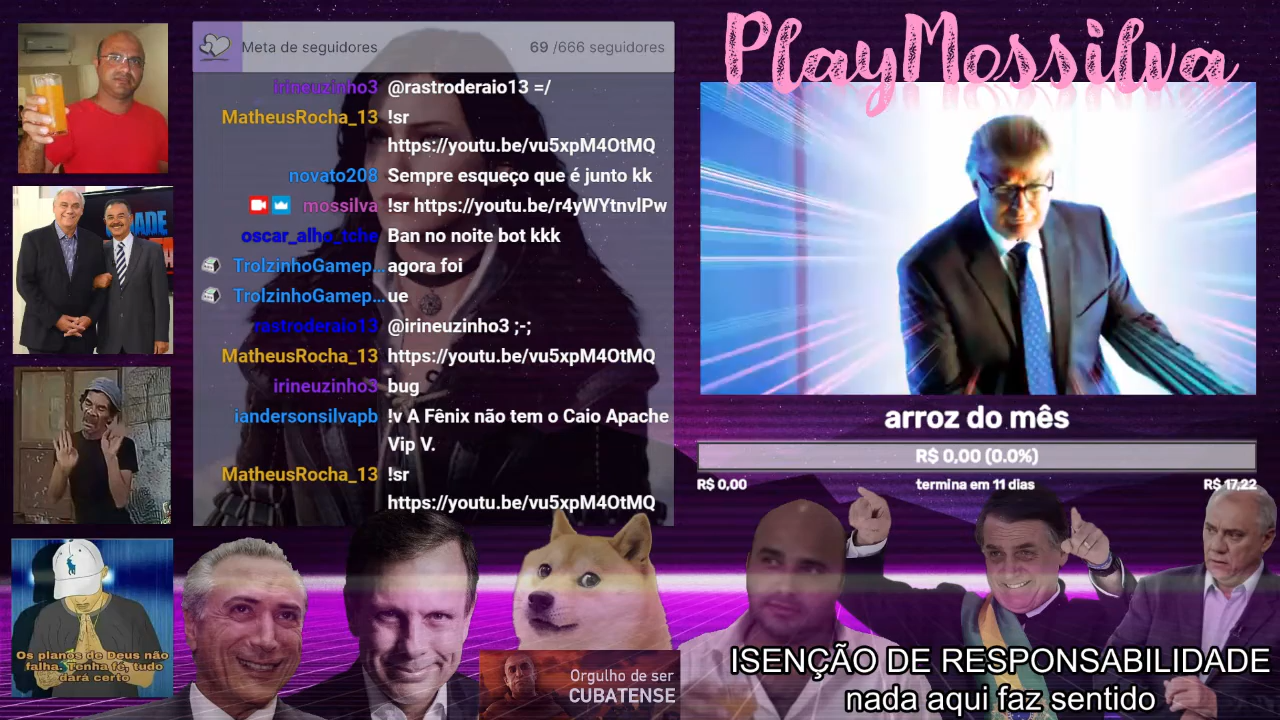 PlayMossilva
Meta de seguidores
69 /666 seguidores
irineuzinho3 @rastroderaio13 =/
MatheusRocha_13 !sr
https://youtu.be/vu5xpM4OtMQ
novato208 Sempre esqueço que é junto kk
mossilva !sr https://youtu.be/r4yWYtnvlPw
oscar_alho_tche Ban no noite bot kkk
TrolzinhoGamep... agora foi
TrolzinhoGamep... ue
rastroderaio13 @irineuzinho3 ;-;
MatheusRocha_13 https://youtu.be/vu5xpM4OtMQ
irineuzinho3 bug
iandersonsilvapb !v A Fênix não tem o Caio Apache
Vip V.
MatheusRocha_13 !sr
https://youtu.be/vu5xpM4OtMQ
arroz do mês
R$ 0,00 (0.0%)
R$ 0,00 termina em 11 dias R$ 17,22
Os planos de Deus não
falha. Tenha fé, tudo
dará certo
Orgulho de ser
CUBATENSE
ISENÇÃO DE RESPONSABILIDADE
nada aqui faz sentido